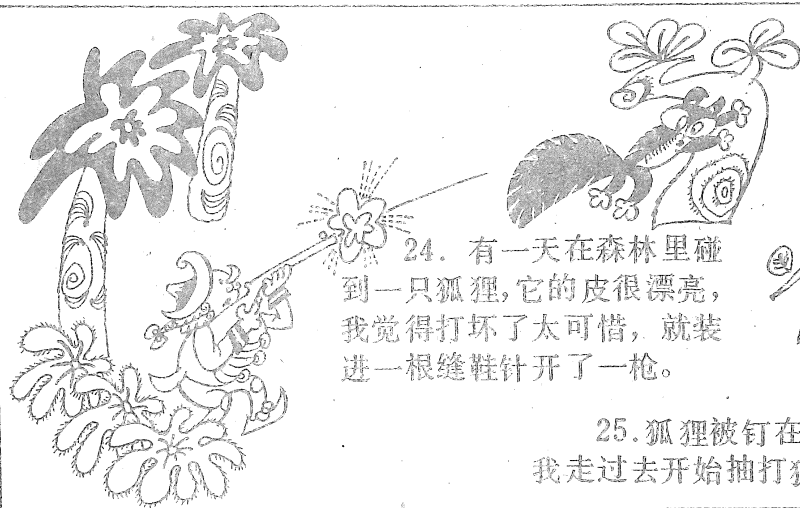 24. 有一天在森林里碰
到一只狐狸，它的皮很漂亮，
我觉得打坏了太可惜，就装
进一根缝鞋针开了一枪。
25. 狐狸被钉在
我走过去开始抽打